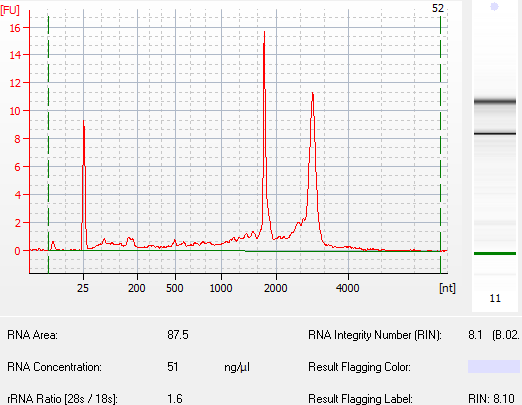 [FU]
52
16
14
12
10
8
6
4
2
0
25 200 500 1000 2000 4000 [nt]
11
RNA Area: 87.5 RNA Integrity Number (RIN): 8.1 (B.02.
RNA Concentration: 51 ng/µl Result Flagging Color:
rRNA Ratio [28s / 18s]: 1.6 Result Flagging Label: RIN: 8.10